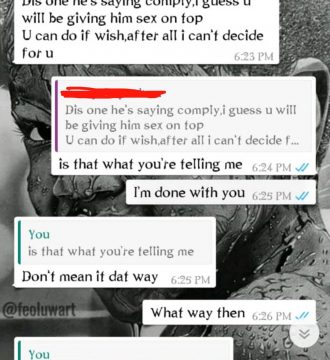 Dis one he's saying comply,i guess u
will be giving him sex on top
U can do if wish,after all i can't decide
for u
6:23 PM
Dis one he's saying comply,i guess u will
be giving him sex on top
U can do if wish,after all i can't decide f...
is that what you're telling me 6:24 PM
I'm done with you 6:25 PM
You
is that what you're telling me
Don't mean it dat way 6:25 PM
@feoluwart
What way then 6:26 PM
You